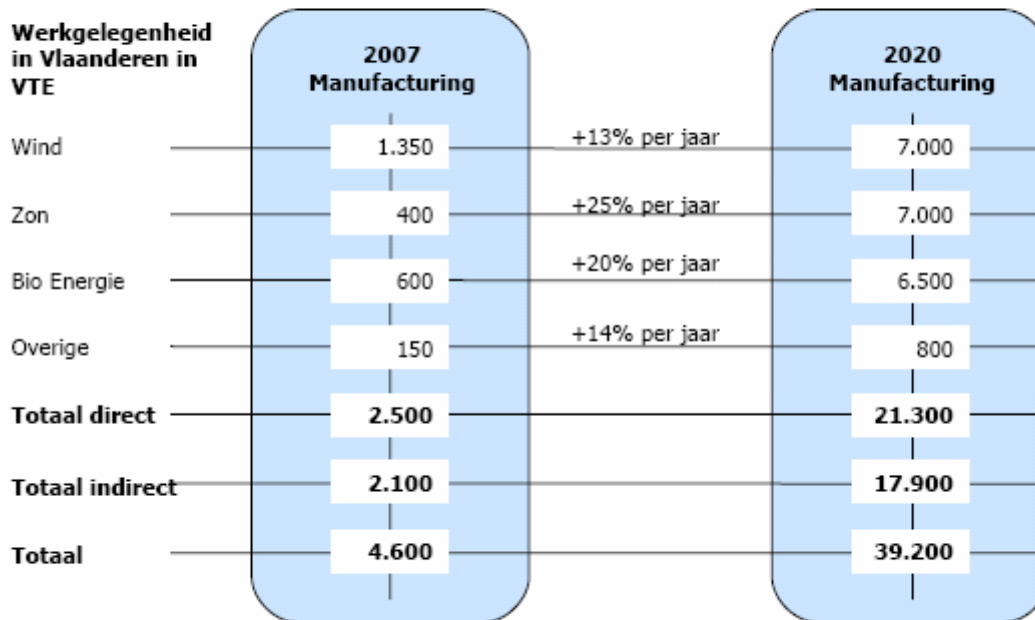 Werkgelegenheid
in Vlaanderen in
VTE
2007
Manufacturing
2020
Manufacturing
Wind 1.350 +13% per jaar 7.000
Zon 400 +25% per jaar 7.000
Bio Energie 600 +20% per jaar 6.500
Overige 150 +14% per jaar 800
Totaal direct 2.500 21.300
Totaal indirect 2.100 17.900
Totaal 4.600 39.200